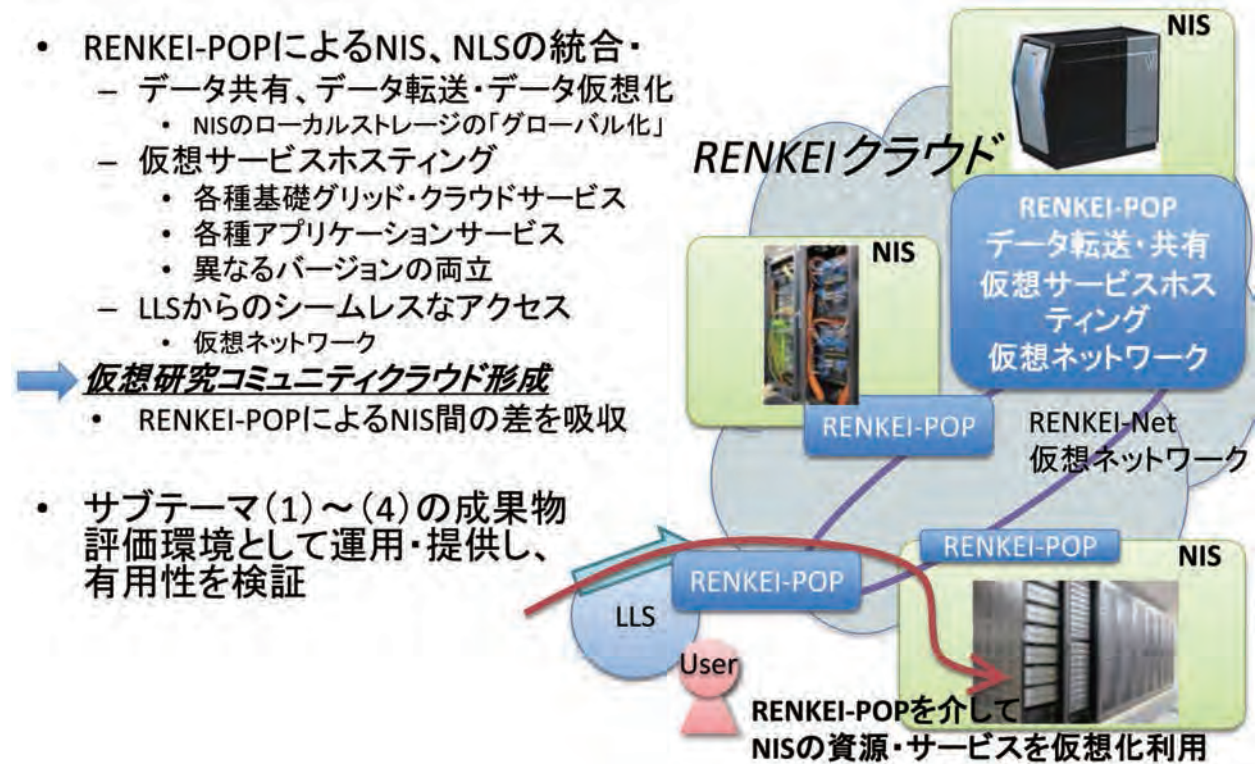 • RENKEI-POPによるNIS、NLSの統合・
– データ共有、データ転送・データ仮想化
• NISのローカルストレージの「グローバル化」
– 仮想サービスホスティング
• 各種基礎グリッド・クラウドサービス
• 各種アプリケーションサービス
• 異なるバージョンの両立
– LLSからのシームレスなアクセス
• 仮想ネットワーク
仮想研究コミュニティクラウド形成
• RENKEI-POPによるNIS間の差を吸収
• サブテーマ(1)～(4)の成果物
評価環境として運用・提供し、
有用性を検証
NIS
RENKEIクラウド
RENKEI-POP
データ転送・共有
仮想サービスホス
ティング
仮想ネットワーク
NIS
RENKEI-POP
RENKEI-Net
仮想ネットワーク
RENKEI-POP
NIS
RENKEI-POP
LLS
User
RENKEI-POPを介して
NISの資源・サービスを仮想化利用